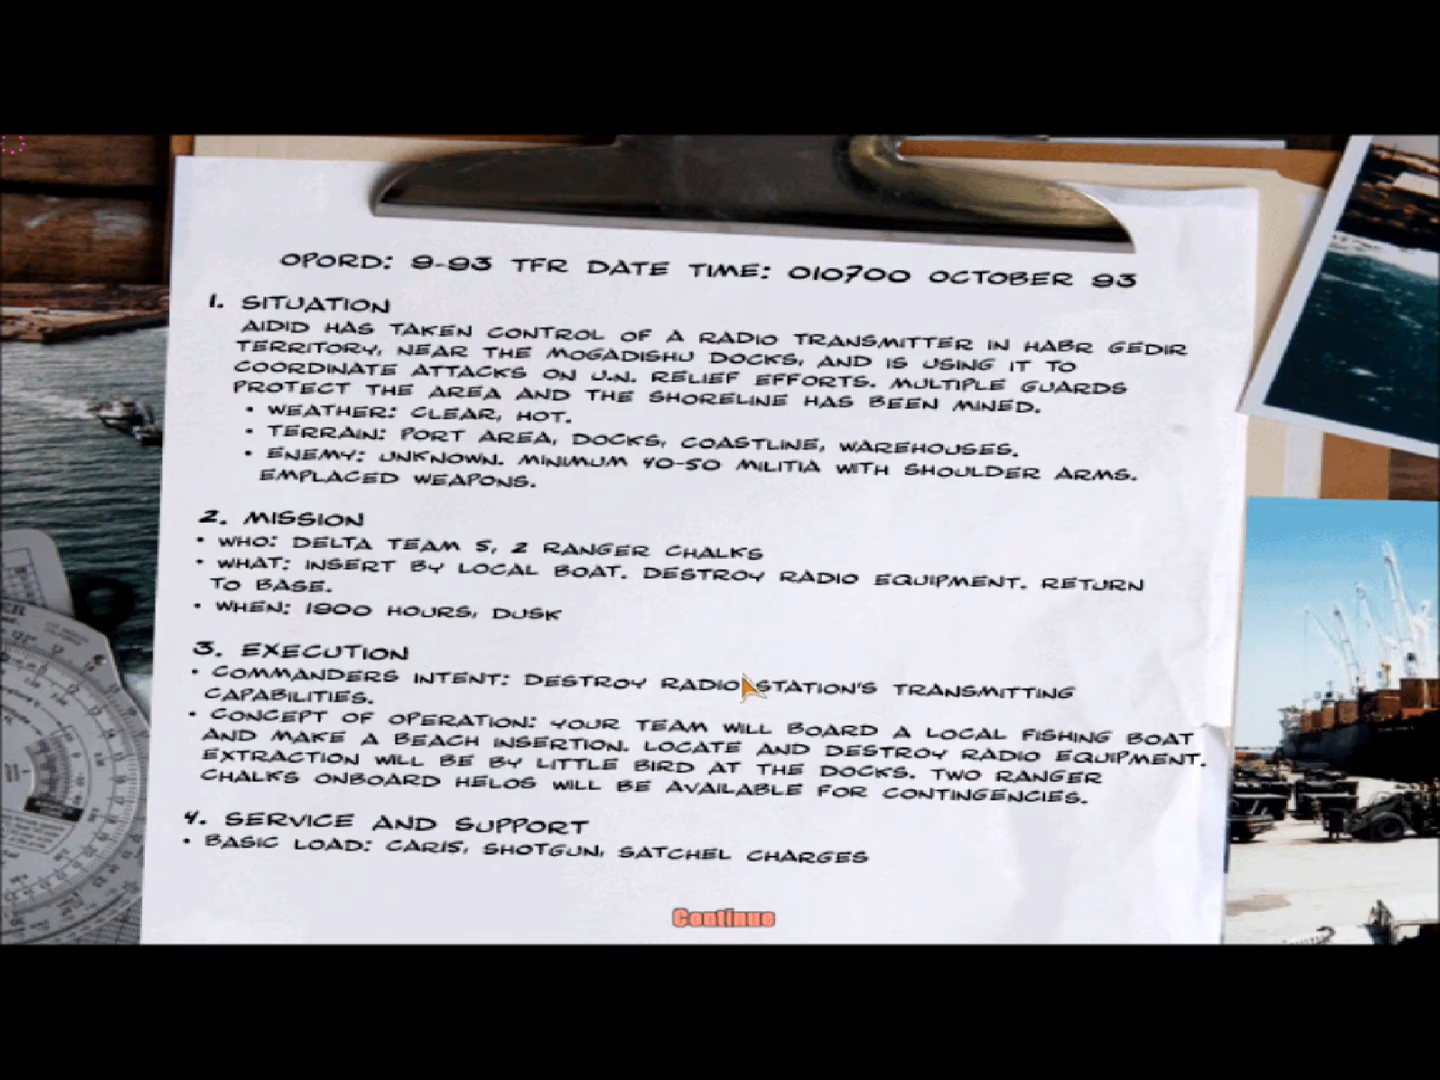 OPORD: 9-93 TFR DATE TIME: 010700 OCTOBER 93
1. SITUATION
AIDID HAS TAKEN CONTROL OF A RADIO TRANSMITTER IN HABR GEDIR
TERRITORY, NEAR THE MOGADISHU DOCKS, AND IS USING IT TO
COORDINATE ATTACKS ON U.N. RELIEF EFFORTS. MULTIPLE GUARDS
PROTECT THE AREA AND THE SHORELINE HAS BEEN MINED.
• WEATHER: CLEAR, HOT.
• TERRAIN: PORT AREA, DOCKS, COASTLINE, WAREHOUSES.
• ENEMY: UNKNOWN. MINIMUM 40-50 MILITIA WITH SHOULDER ARMS.
EMPLACED WEAPONS.
2. MISSION
• WHO: DELTA TEAM 5, 2 RANGER CHALKS
• WHAT: INSERT BY LOCAL BOAT. DESTROY RADIO EQUIPMENT. RETURN
TO BASE.
• WHEN: 1900 HOURS, DUSK
3. EXECUTION
• COMMANDERS INTENT: DESTROY RADIO STATION'S TRANSMITTING
CAPABILITIES.
• CONCEPT OF OPERATION: YOUR TEAM WILL BOARD A LOCAL FISHING BOAT
AND MAKE A BEACH INSERTION. LOCATE AND DESTROY RADIO EQUIPMENT.
EXTRACTION WILL BE BY LITTLE BIRD AT THE DOCKS. TWO RANGER
CHALKS ONBOARD HELOS WILL BE AVAILABLE FOR CONTINGENCIES.
4. SERVICE AND SUPPORT
• BASIC LOAD: CAR15, SHOTGUN, SATCHEL CHARGES
Continue